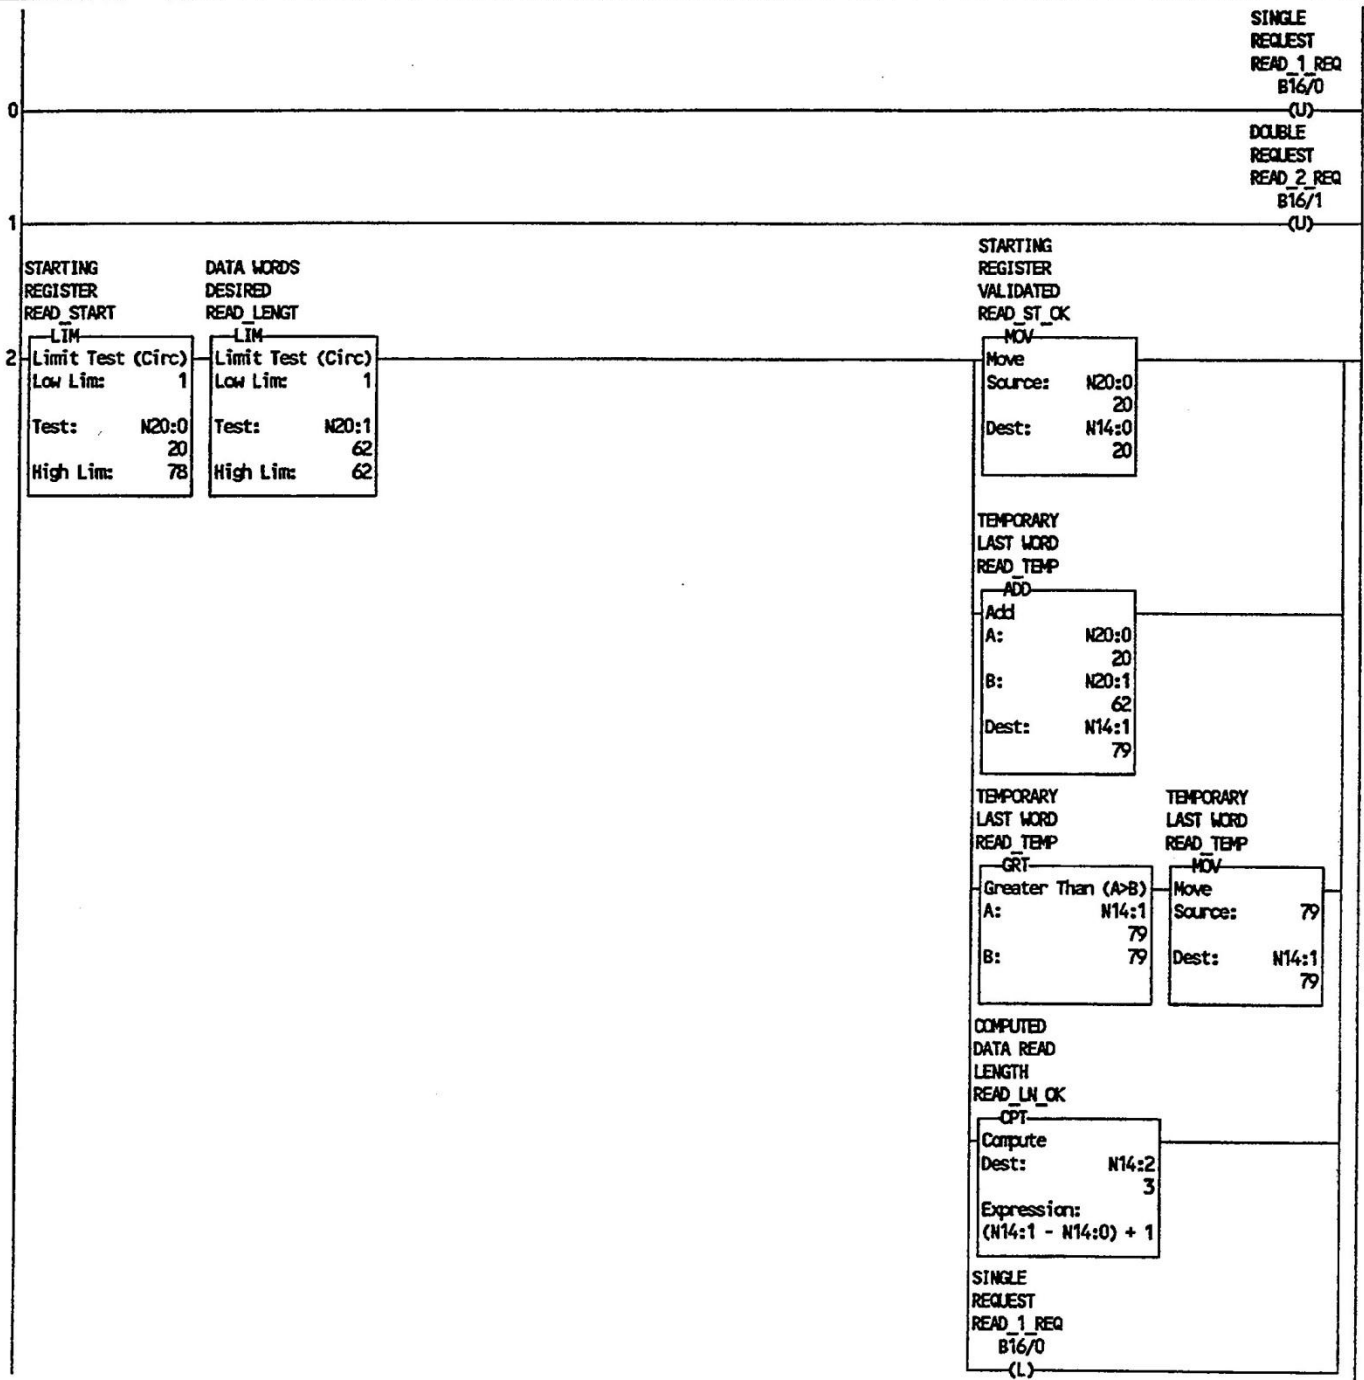 SINGLE
REQUEST
READ_1_REQ
B16/0
0
(U)
DOUBLE
REQUEST
READ_2_REQ
B16/1
1
(U)
STARTING
REGISTER
READ_START
LIM
Limit Test (Circ)
Low Lim: 1
Test: N20:0
20
High Lim: 78
DATA WORDS
DESIRED
READ_LENGT
LIM
Limit Test (Circ)
Low Lim: 1
Test: N20:1
62
High Lim: 62
2
STARTING
REGISTER
VALIDATED
READ_ST_OK
MOV
Move
Source: N20:0
20
Dest: N14:0
20
TEMPORARY
LAST WORD
READ_TEMP
ADD
Add
A: N20:0
20
B: N20:1
62
Dest: N14:1
79
TEMPORARY
LAST WORD
READ_TEMP
GRT
Greater Than (A>B)
A: N14:1
79
B: 79
TEMPORARY
LAST WORD
READ_TEMP
MOV
Move
Source: 79
Dest: N14:1
79
COMPUTED
DATA READ
LENGTH
READ_LN_OK
CPT
Compute
Dest: N14:2
3
Expression:
(N14:1 - N14:0) + 1
SINGLE
REQUEST
READ_1_REQ
B16/0
(L)